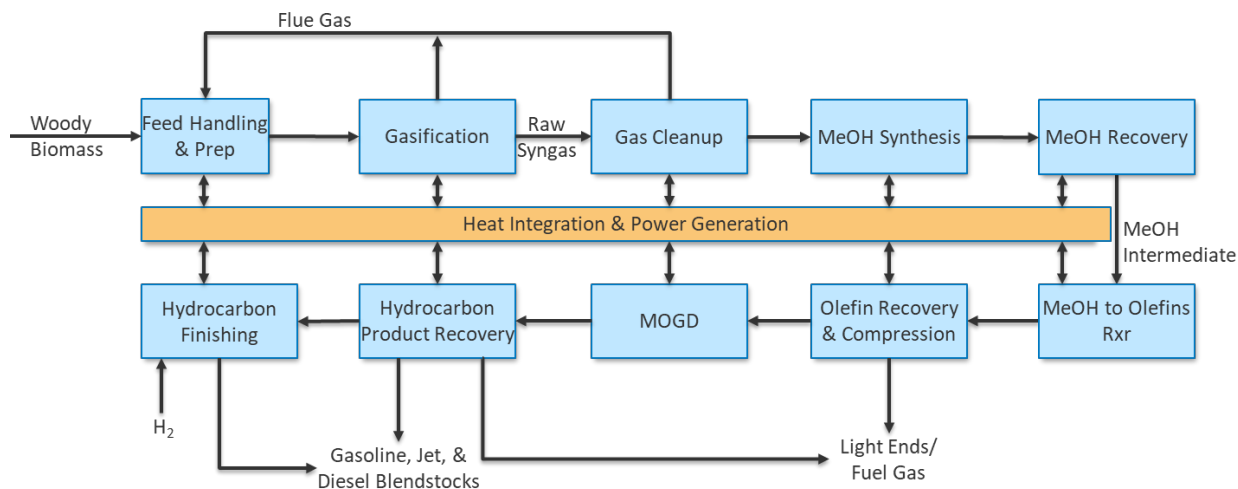 Flue Gas
Woody
Biomass
Feed Handling
& Prep
Gasification
Raw
Syngas
Gas Cleanup
MeOH Synthesis
MeOH Recovery
Heat Integration & Power Generation
MeOH
Intermediate
Hydrocarbon
Finishing
Hydrocarbon
Product Recovery
MOGD
Olefin Recovery
& Compression
MeOH to Olefins
Rxr
H₂
Gasoline, Jet, &
Diesel Blendstocks
Light Ends/
Fuel Gas